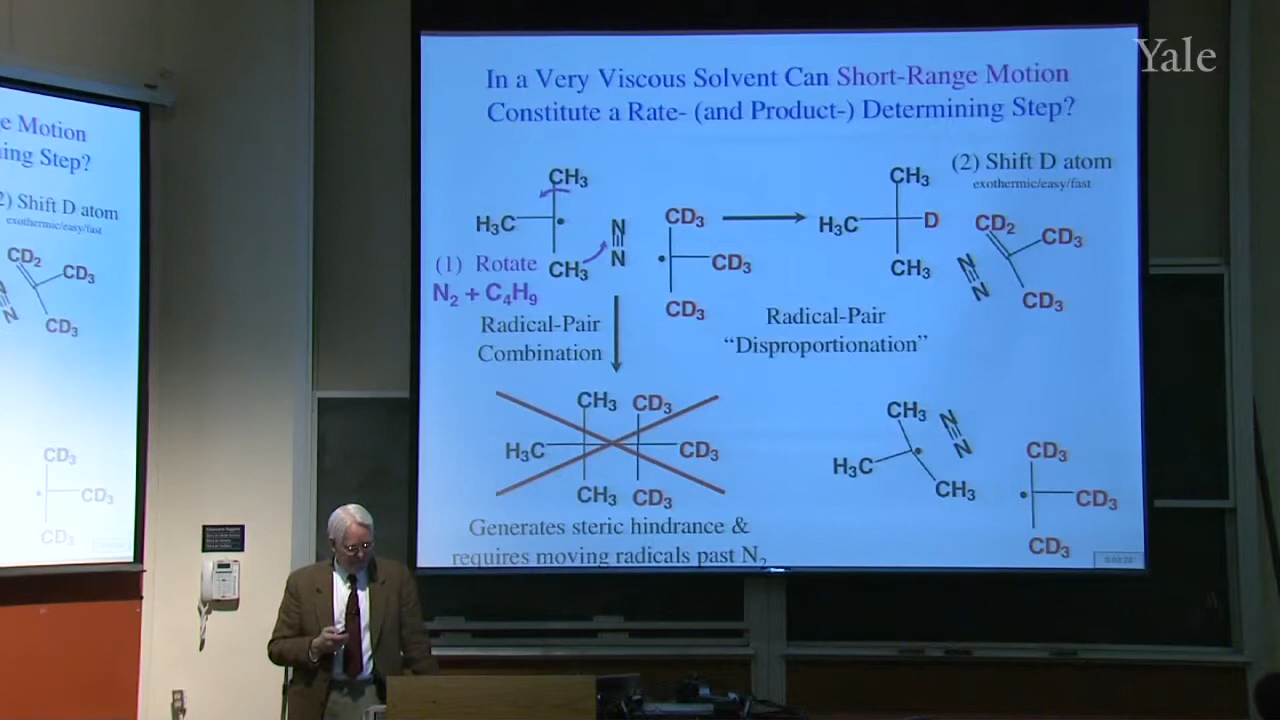 Yale
In a Very Viscous Solvent Can Short-Range Motion
Constitute a Rate- (and Product-) Determining Step?
e Motion
ing Step?
2) Shift D atom
exothermic/easy/fast
CD₂
CD₃
N
CD₃
CD₃
CD₃
CD₃
CH₃
H₃C
CH₃
(1) Rotate
N₂ + C₄H₉
N≡N
CD₃
CD₃
CD₃
CH₃
H₃C
D
CH₃
(2) Shift D atom
exothermic/easy/fast
CD₂
CD₃
N≡N
CD₃
Radical-Pair
Combination
Radical-Pair
“Disproportionation”
CH₃ CD₃
H₃C
CD₃
CH₃ CD₃
Generates steric hindrance &
requires moving radicals past N₂
CH₃
N≡N
H₃C
CH₃
CD₃
CD₃
CD₃